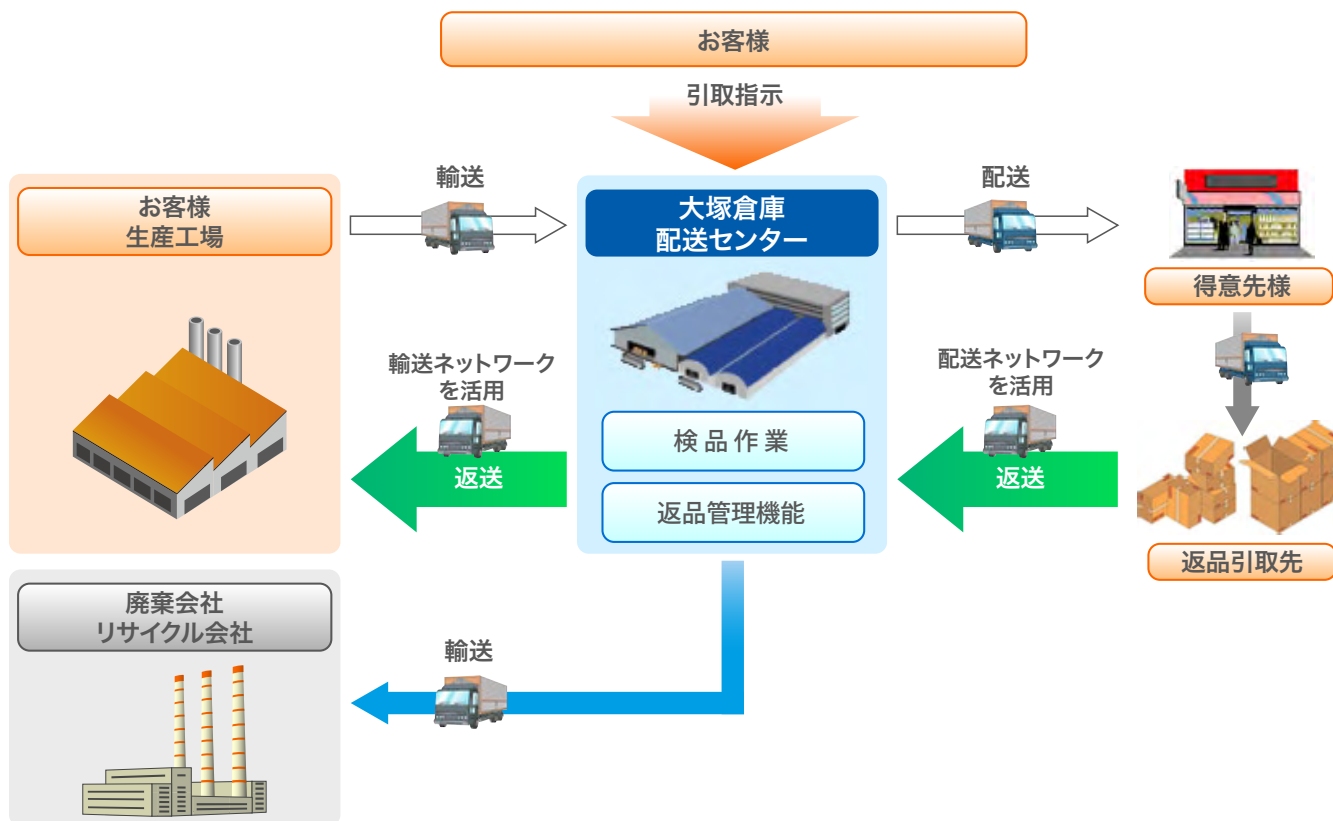 お客様
引取指示
輸送
配送
お客様
生産工場
大塚倉庫
配送センター
得意先様
輸送ネットワーク
を活用
配送ネットワーク
を活用
検品作業
返送
返送
返品管理機能
返品引取先
廃棄会社
リサイクル会社
輸送